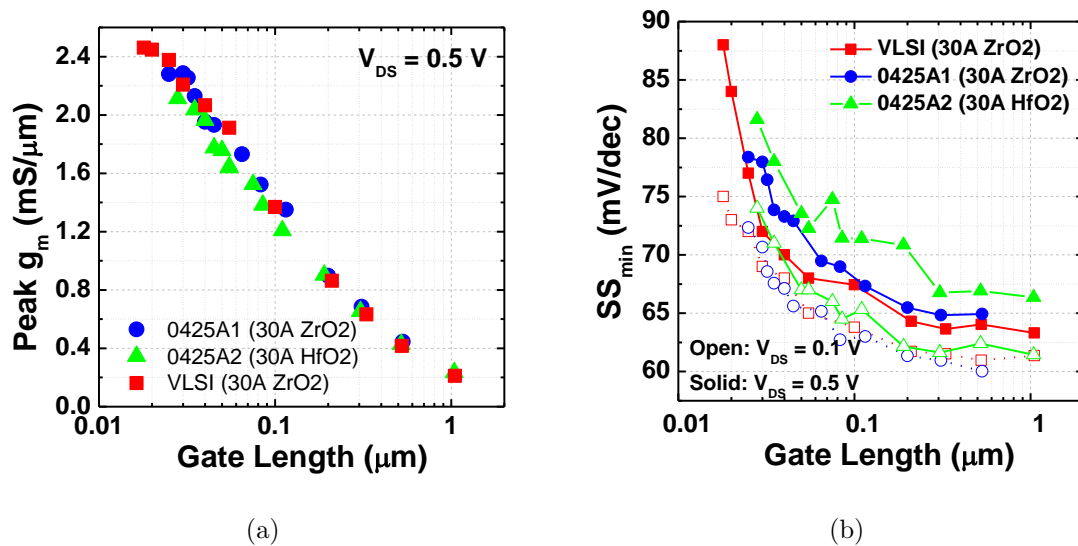 Peak g_m (mS/μm)
2.4
2.0
1.6
1.2
0.8
0.4
0.0
V_DS = 0.5 V
0425A1 (30A ZrO2)
0425A2 (30A HfO2)
VLSI (30A ZrO2)
0.01
0.1
1
Gate Length (μm)
(a)
SS_min (mV/dec)
90
85
80
75
70
65
60
VLSI (30A ZrO2)
0425A1 (30A ZrO2)
0425A2 (30A HfO2)
Open: V_DS = 0.1 V
Solid: V_DS = 0.5 V
0.01
0.1
1
Gate Length (μm)
(b)